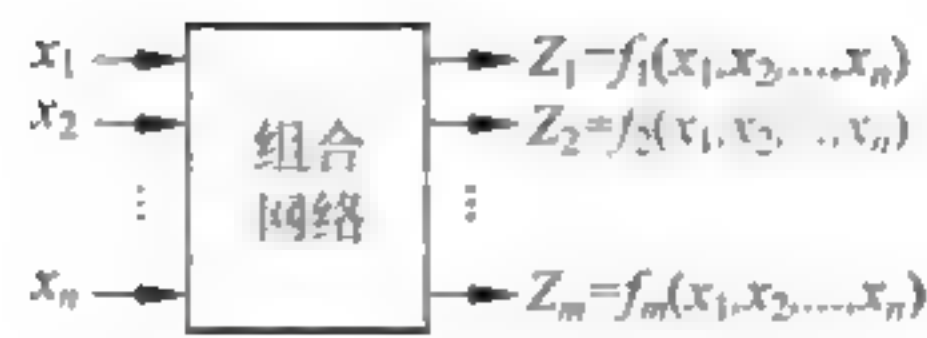 x₁ Z₁=f₁(x₁,x₂,...,xₙ)
x₂ Z₂=f₂(x₁,x₂,...,xₙ)
组合
网络
⋮ ⋮
xₙ Zₘ=fₘ(x₁,x₂,...,xₙ)